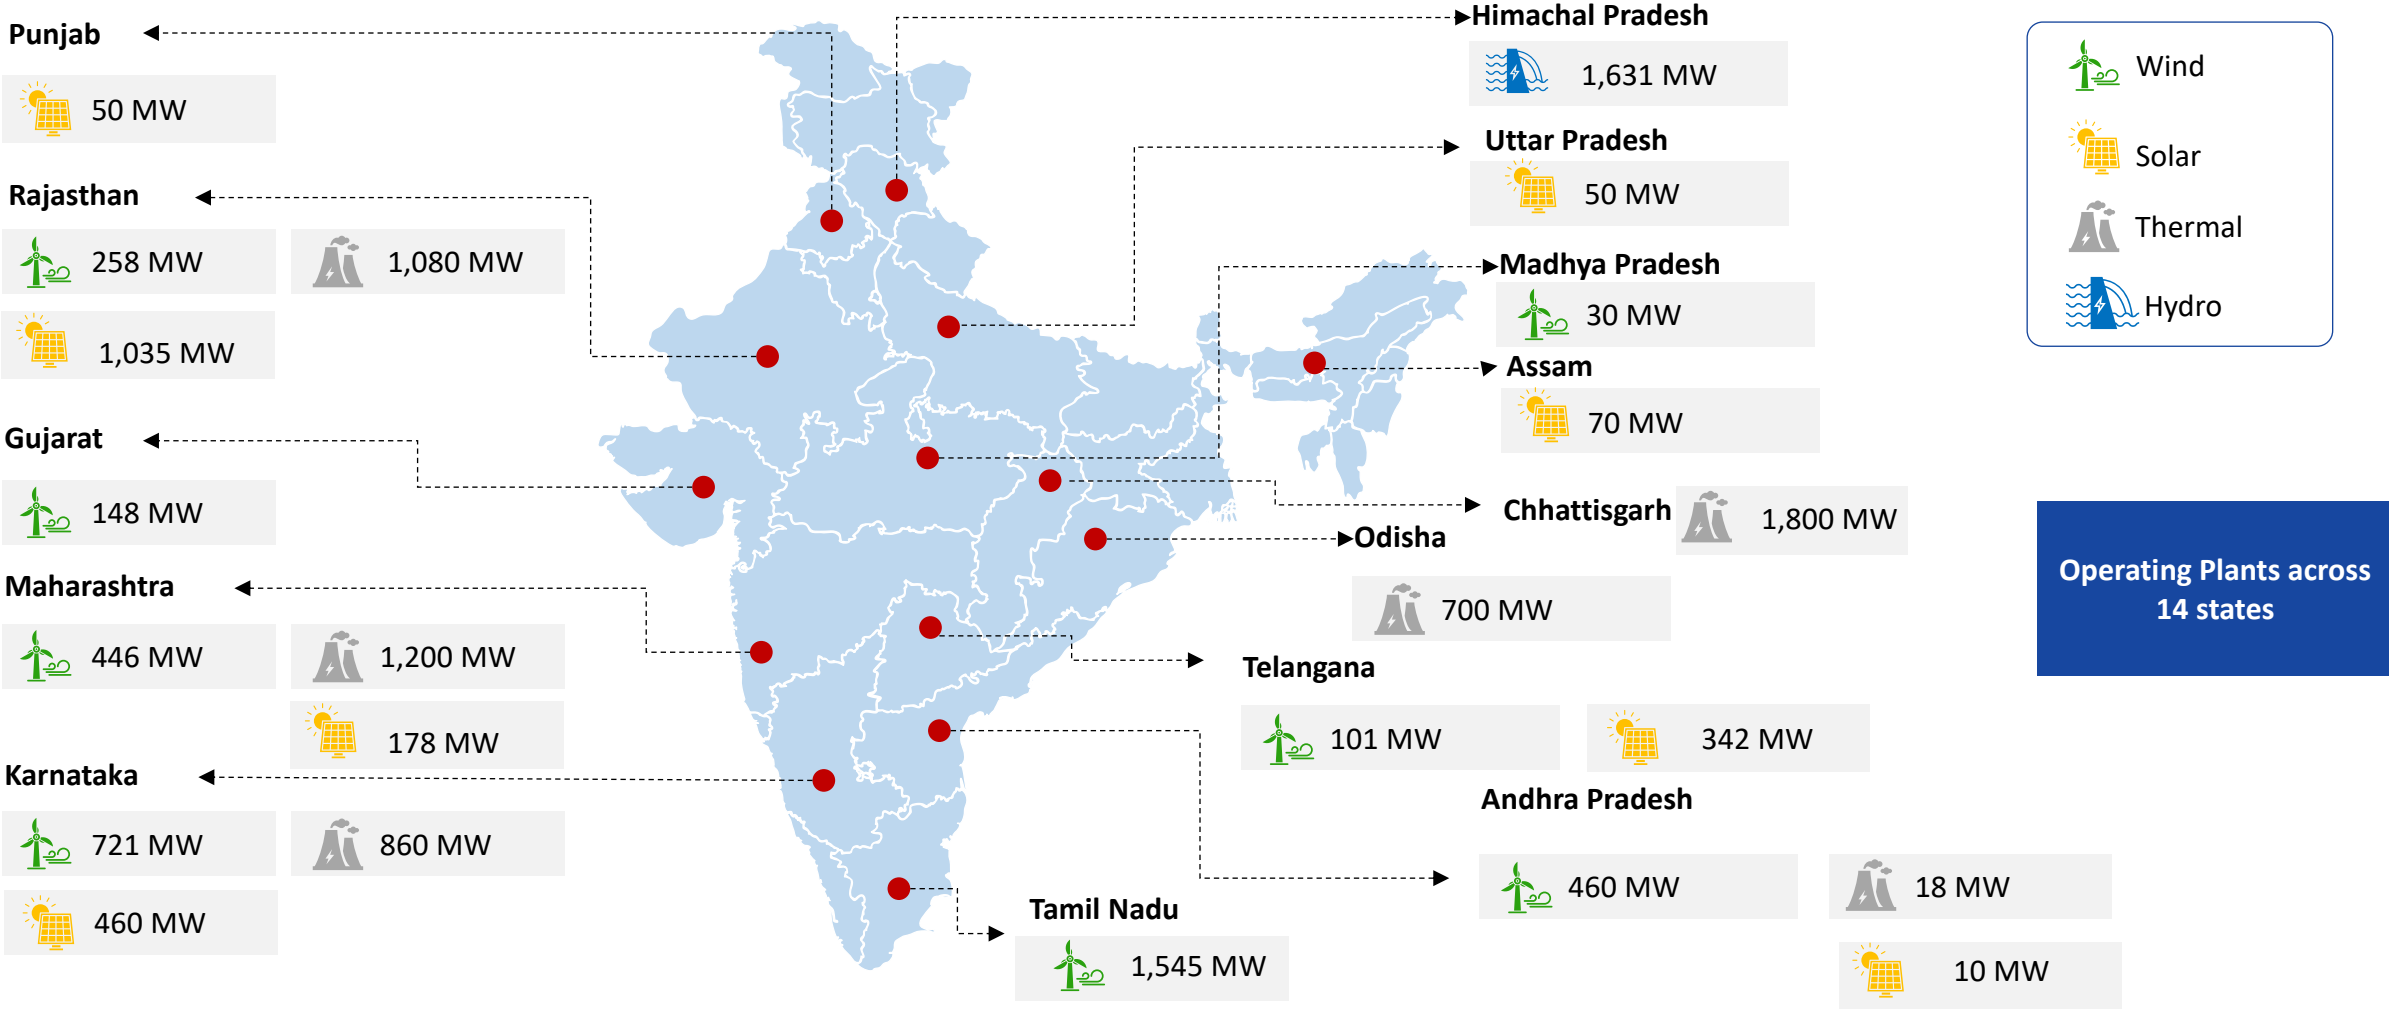 Punjab
50 MW
Rajasthan
258 MW
1,080 MW
1,035 MW
Gujarat
148 MW
Maharashtra
446 MW
1,200 MW
178 MW
Karnataka
721 MW
860 MW
460 MW
Himachal Pradesh
1,631 MW
Uttar Pradesh
50 MW
Madhya Pradesh
30 MW
Assam
70 MW
Chhattisgarh
1,800 MW
Odisha
700 MW
Telangana
101 MW
342 MW
Andhra Pradesh
460 MW
18 MW
10 MW
Tamil Nadu
1,545 MW
Wind
Solar
Thermal
Hydro
Operating Plants across
14 states